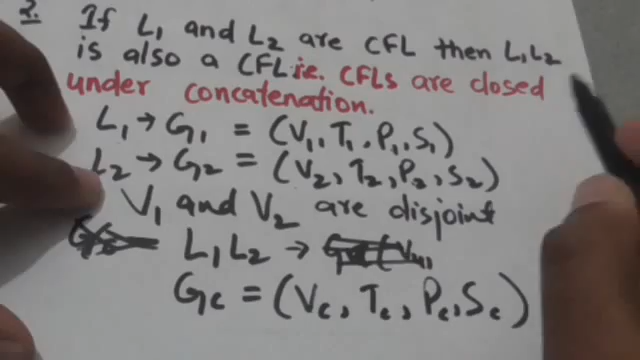 2. If L1 and L2 are CFL then L1L2
is also a CFL ie. CFLs are closed
under concatenation.
L1 → G1 = (V1, T1, P1, S1)
L2 → G2 = (V2, T2, P2, S2)
V1 and V2 are disjoint
L1L2 →
Gc = (Vc, Tc, Pc, Sc)